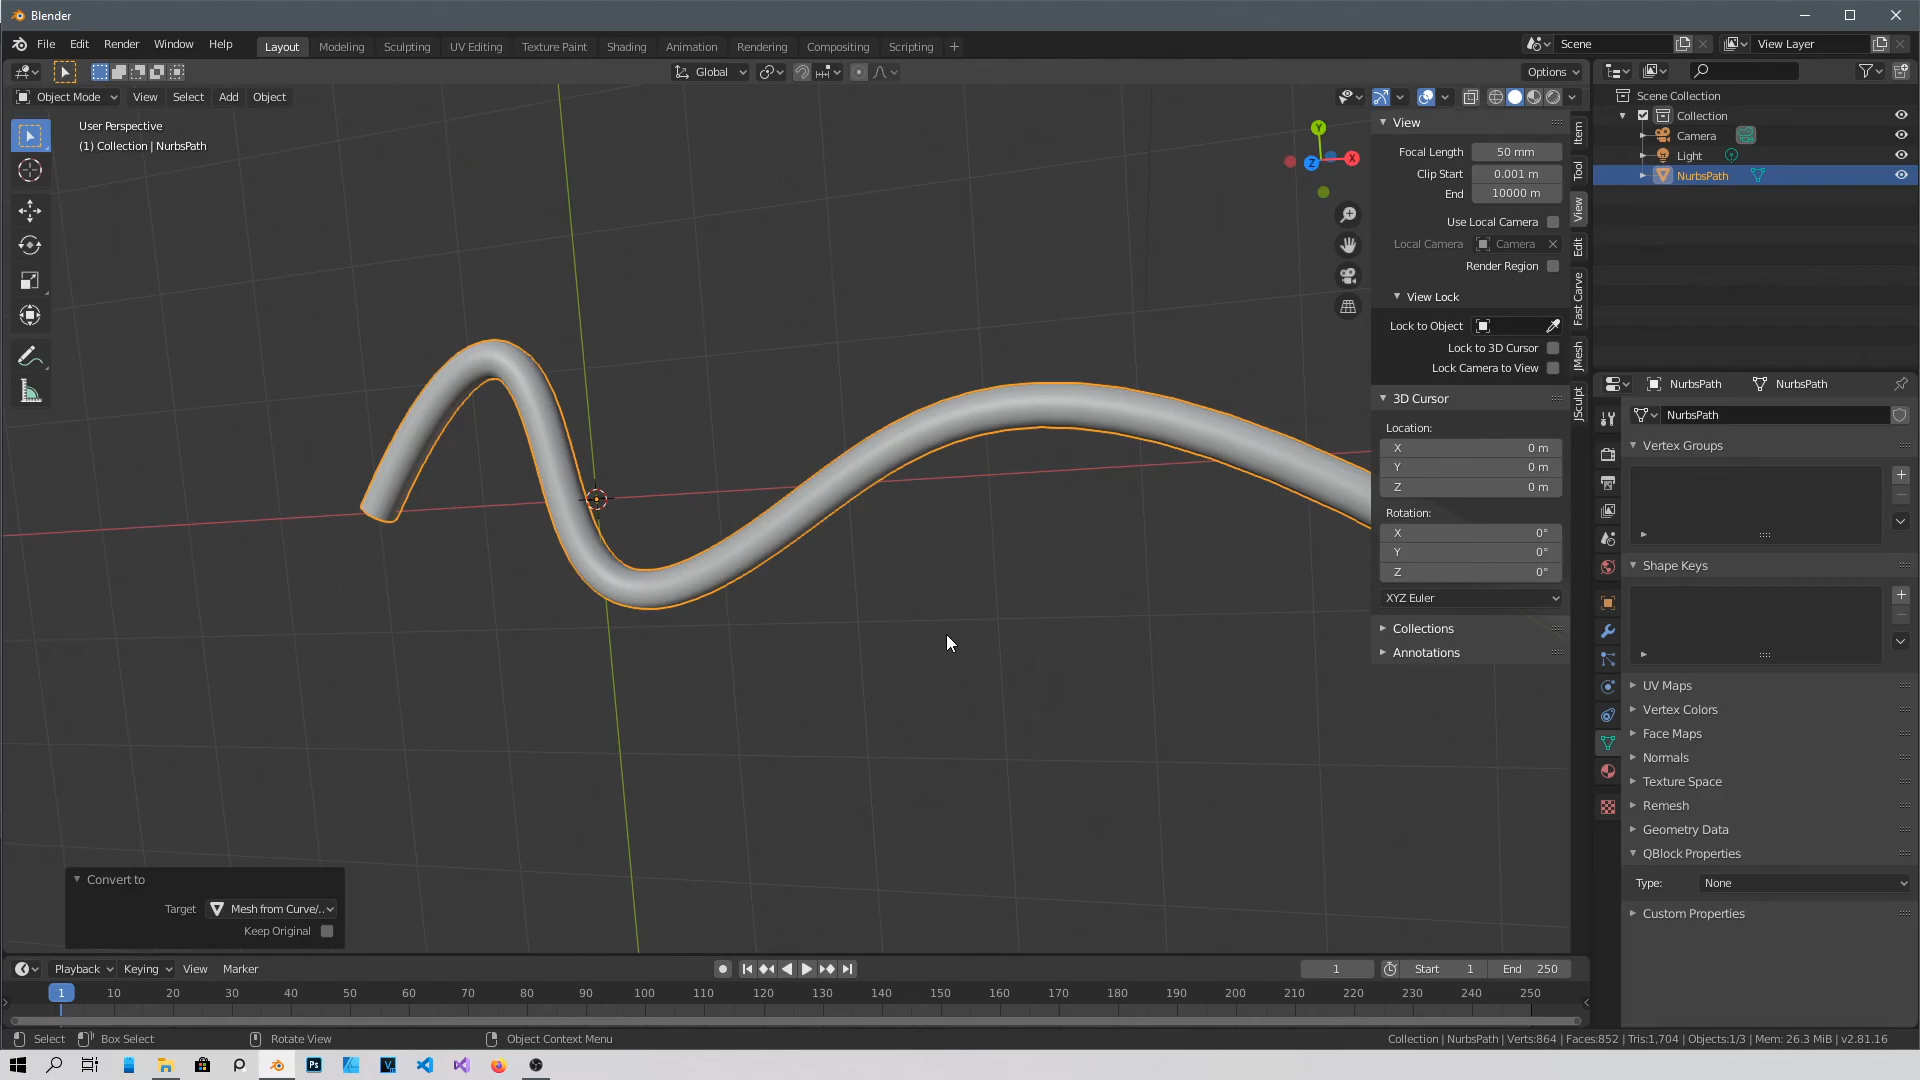 Blender
File Edit Render Window Help Layout Modeling Sculpting UV Editing Texture Paint Shading Animation Rendering Compositing Scripting + Scene View Layer
Global Options
Object Mode View Select Add Object
User Perspective
(1) Collection | NurbsPath
Y
X
Z
View
Focal Length 50 mm
Clip Start 0.001 m
End 10000 m
Use Local Camera
Local Camera Camera
Render Region
View Lock
Lock to Object
Lock to 3D Cursor
Lock Camera to View
3D Cursor
Location:
X 0 m
Y 0 m
Z 0 m
Rotation:
X 0°
Y 0°
Z 0°
XYZ Euler
Collections
Annotations
Item
Tool
View
Edit
Fast Carve
JMesh
JSculpt
Scene Collection
Collection
Camera
Light
NurbsPath
NurbsPath NurbsPath
NurbsPath
Vertex Groups
Shape Keys
UV Maps
Vertex Colors
Face Maps
Normals
Texture Space
Remesh
Geometry Data
QBlock Properties
Type: None
Custom Properties
Convert to
Target Mesh from Curve/..
Keep Original
Playback Keying View Marker 1 Start 1 End 250
1 10 20 30 40 50 60 70 80 90 100 110 120 130 140 150 160 170 180 190 200 210 220 230 240 250
Select Box Select Rotate View Object Context Menu Collection | NurbsPath | Verts:864 | Faces:852 | Tris:1,704 | Objects:1/3 | Mem: 26.3 MiB | v2.81.16